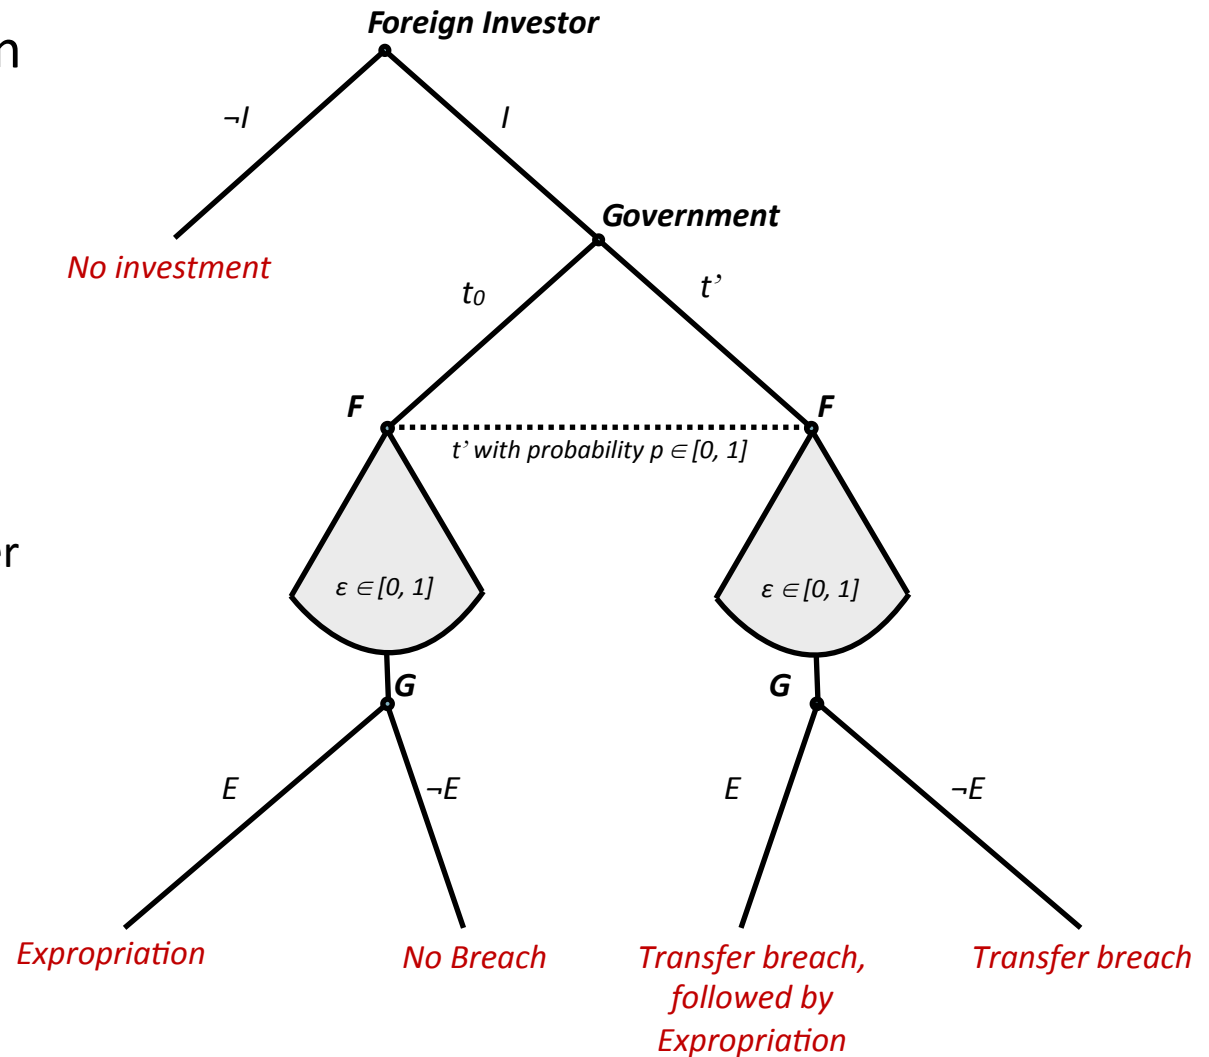 Foreign Investor
n
¬I
I
Government
No investment
t0
t’
F
F
t’ with probability p ∈ [0, 1]
er
ε ∈ [0, 1]
ε ∈ [0, 1]
G
G
E
¬E
E
¬E
Expropriation
No Breach
Transfer breach,
followed by
Expropriation
Transfer breach